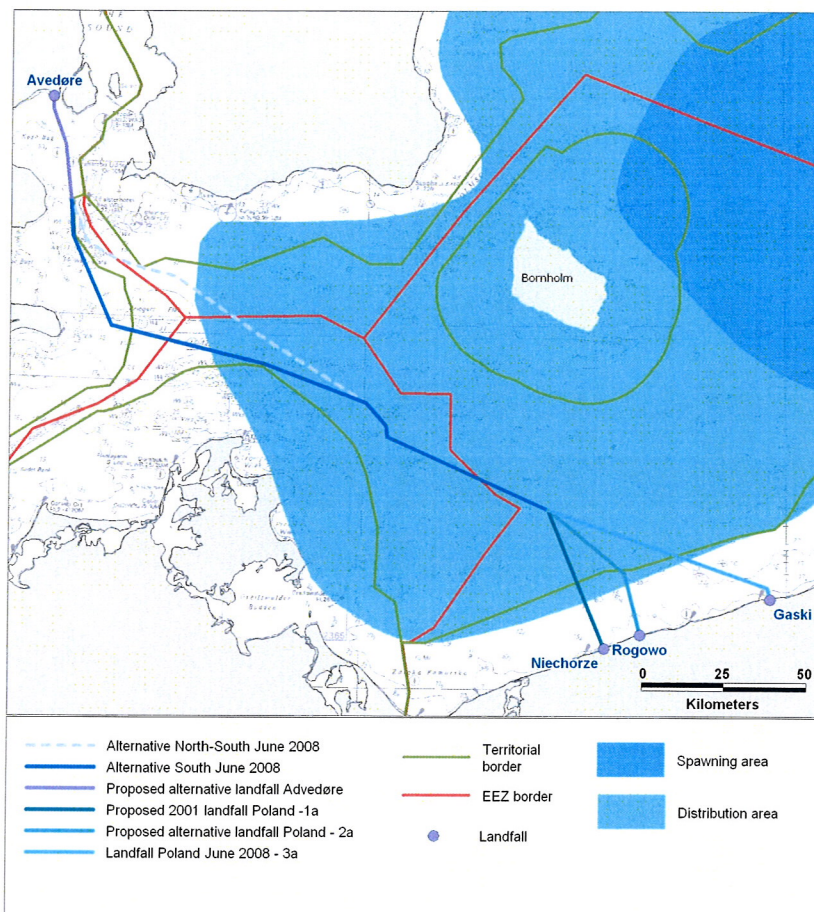 THE
SOUND
Avedøre
Bornholm
Gaski
Rogowo
Niechorze
0 25 50
Kilometers
Alternative North-South June 2008
Alternative South June 2008
Proposed alternative landfall Advedøre
Proposed 2001 landfall Poland -1a
Proposed alternative landfall Poland - 2a
Landfall Poland June 2008 - 3a
Territorial
border
EEZ border
Landfall
Spawning area
Distribution area